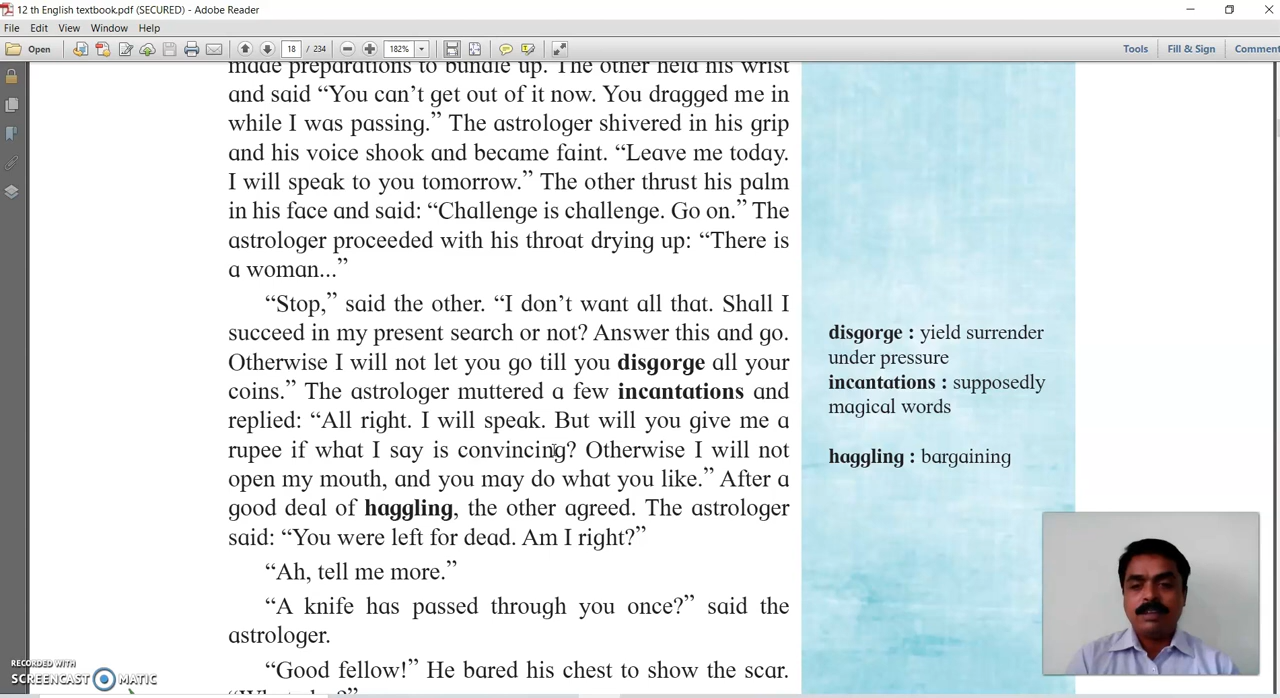 12 th English textbook.pdf (SECURED) - Adobe Reader
File Edit View Window Help
Open 18 / 234 182% Tools Fill & Sign Comment
made preparations to bundle up. The other held his wrist
and said “You can’t get out of it now. You dragged me in
while I was passing.” The astrologer shivered in his grip
and his voice shook and became faint. “Leave me today.
I will speak to you tomorrow.” The other thrust his palm
in his face and said: “Challenge is challenge. Go on.” The
astrologer proceeded with his throat drying up: “There is
a woman...”
“Stop,” said the other. “I don’t want all that. Shall I
succeed in my present search or not? Answer this and go.
Otherwise I will not let you go till you disgorge all your
coins.” The astrologer muttered a few incantations and
replied: “All right. I will speak. But will you give me a
rupee if what I say is convincing? Otherwise I will not
open my mouth, and you may do what you like.” After a
good deal of haggling, the other agreed. The astrologer
said: “You were left for dead. Am I right?”
“Ah, tell me more.”
“A knife has passed through you once?” said the
astrologer.
“Good fellow!” He bared his chest to show the scar.
disgorge : yield surrender
under pressure
incantations : supposedly
magical words
haggling : bargaining
RECORDED WITH
SCREENCAST MATIC